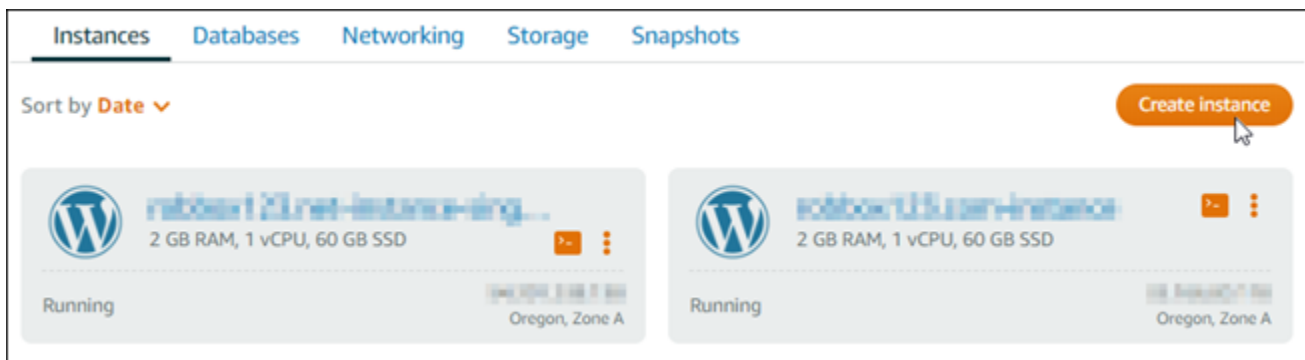 Instances Databases Networking Storage Snapshots
Sort by Date
Create instance
2 GB RAM, 1 vCPU, 60 GB SSD
Running
Oregon, Zone A
2 GB RAM, 1 vCPU, 60 GB SSD
Running
Oregon, Zone A